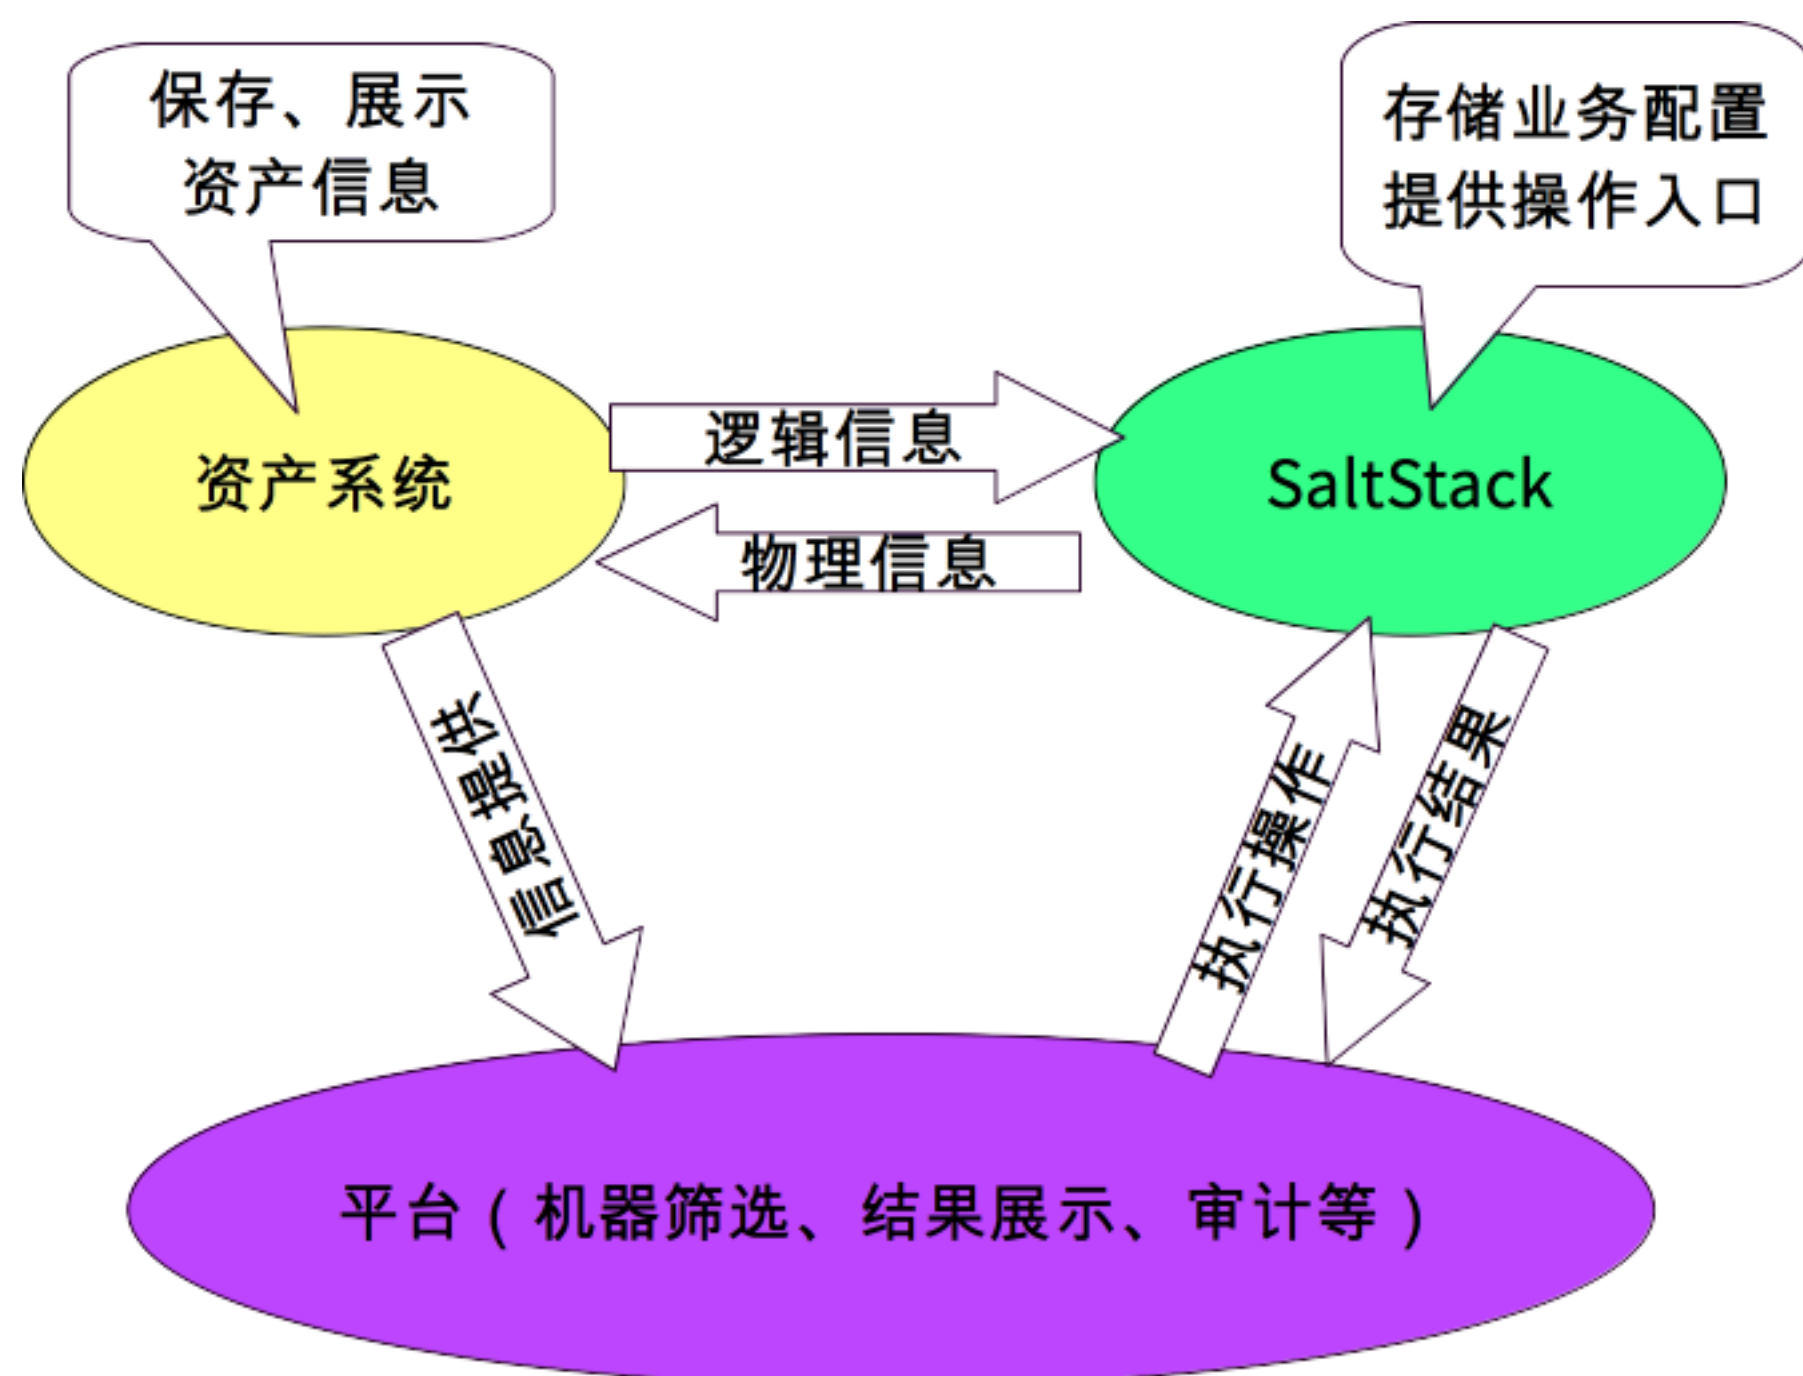 保存、展示
资产信息
存储业务配置
提供操作入口
逻辑信息
资产系统
SaltStack
物理信息
信息提供
执行操作
执行结果
平台（机器筛选、结果展示、审计等）